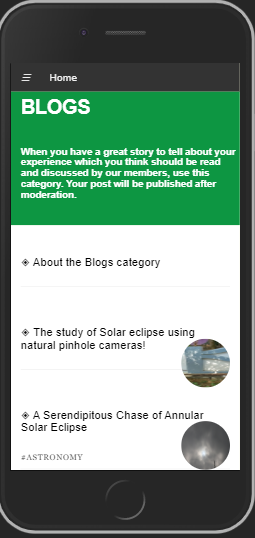 Home
BLOGS
When you have a great story to tell about your
experience which you think should be read
and discussed by our members, use this
category. Your post will be published after
moderation.
About the Blogs category
The study of Solar eclipse using
natural pinhole cameras!
A Serendipitous Chase of Annular
Solar Eclipse
#ASTRONOMY